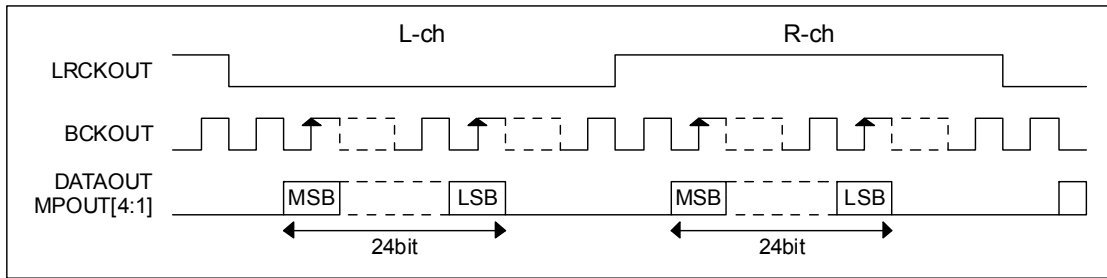 L-ch R-ch
LRCKOUT
BCKOUT
DATAOUT
MPOUT[4:1]
MSB LSB MSB LSB
24bit 24bit